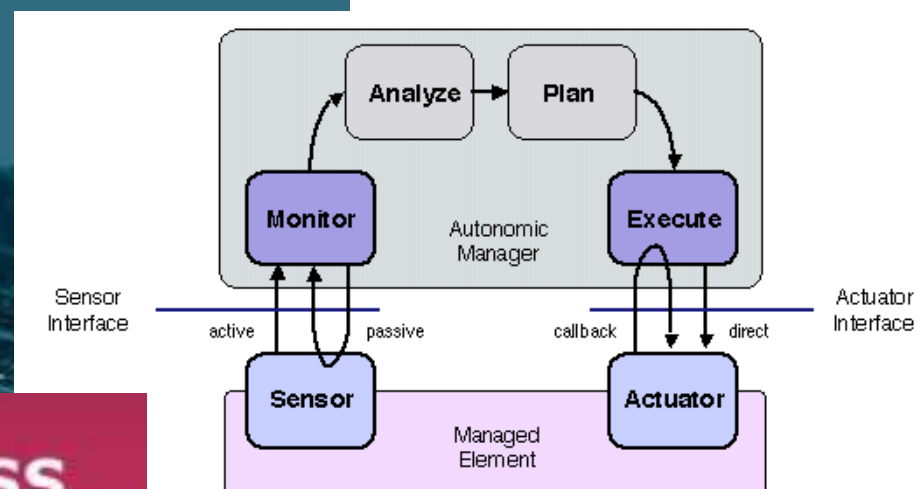 Analyze
Plan
Monitor
Execute
Autonomic
Manager
Sensor
Interface
Actuator
Interface
active
passive
callback
direct
Sensor
Actuator
Managed
Element